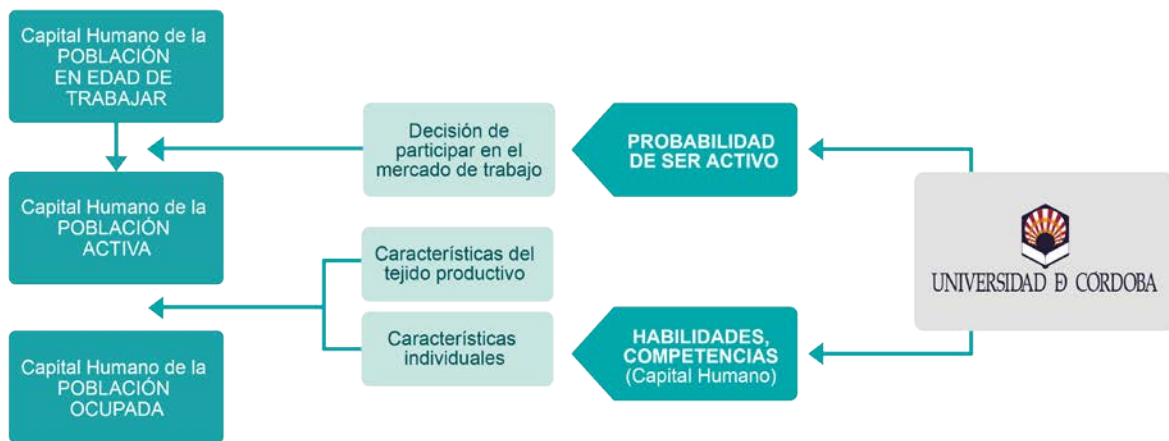 Capital Humano de la
POBLACIÓN
EN EDAD DE
TRABAJAR
Decisión de
participar en el
mercado de trabajo
PROBABILIDAD
DE SER ACTIVO
Capital Humano de la
POBLACIÓN
ACTIVA
Características del
tejido productivo
UNIVERSIDAD Ð CÓRDOBA
Características
individuales
HABILIDADES,
COMPETENCIAS
(Capital Humano)
Capital Humano de la
POBLACIÓN
OCUPADA